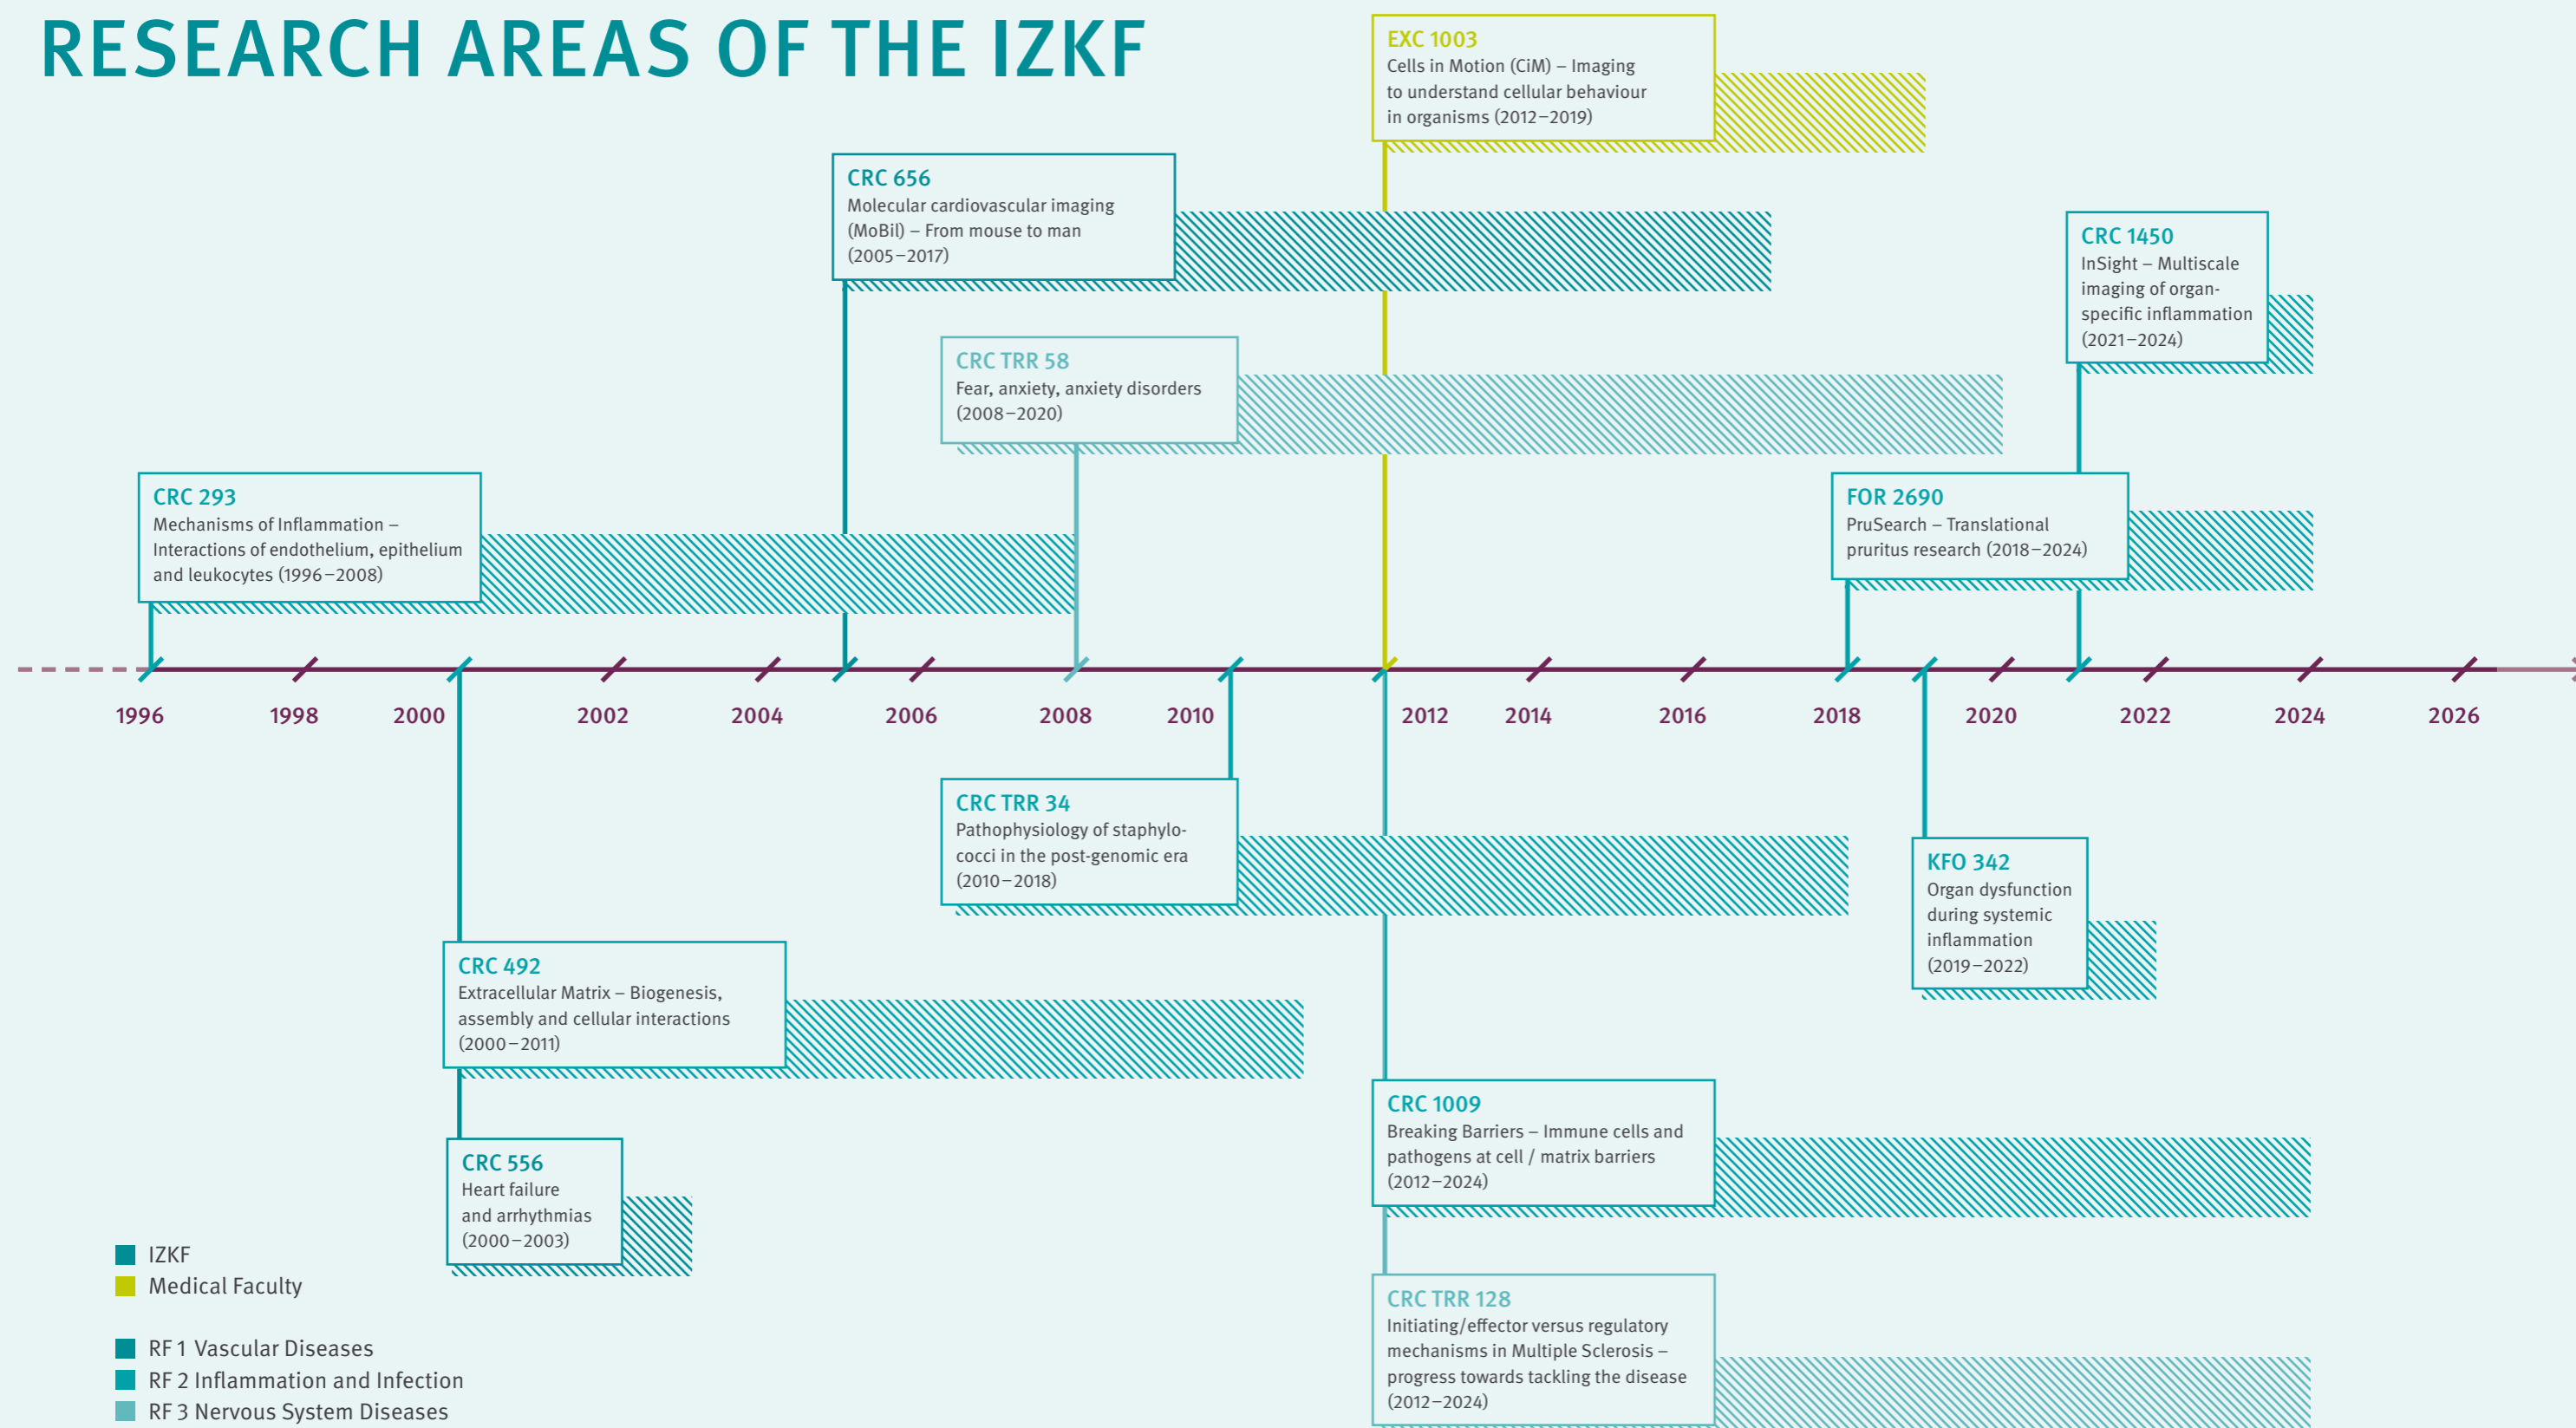 RESEARCH AREAS OF THE IZKF
EXC 1003
Cells in Motion (CiM) – Imaging
to understand cellular behaviour
in organisms (2012–2019)
CRC 656
Molecular cardiovascular imaging
(MoBil) – From mouse to man
(2005–2017)
CRC 1450
InSight – Multiscale
imaging of organ-
specific inflammation
(2021–2024)
CRC TRR 58
Fear, anxiety, anxiety disorders
(2008–2020)
CRC 293
Mechanisms of Inflammation –
Interactions of endothelium, epithelium
and leukocytes (1996–2008)
FOR 2690
PruSearch – Translational
pruritus research (2018–2024)
1996 1998 2000 2002 2004 2006 2008 2010 2012 2014 2016 2018 2020 2022 2024 2026
CRC TRR 34
Pathophysiology of staphylo-
cocci in the post-genomic era
(2010–2018)
KFO 342
Organ dysfunction
during systemic
inflammation
(2019–2022)
CRC 492
Extracellular Matrix – Biogenesis,
assembly and cellular interactions
(2000–2011)
CRC 1009
Breaking Barriers – Immune cells and
pathogens at cell / matrix barriers
(2012–2024)
CRC 556
Heart failure
and arrhythmias
(2000–2003)
CRC TRR 128
Initiating/effector versus regulatory
mechanisms in Multiple Sclerosis –
progress towards tackling the disease
(2012–2024)
IZKF
Medical Faculty
RF 1 Vascular Diseases
RF 2 Inflammation and Infection
RF 3 Nervous System Diseases